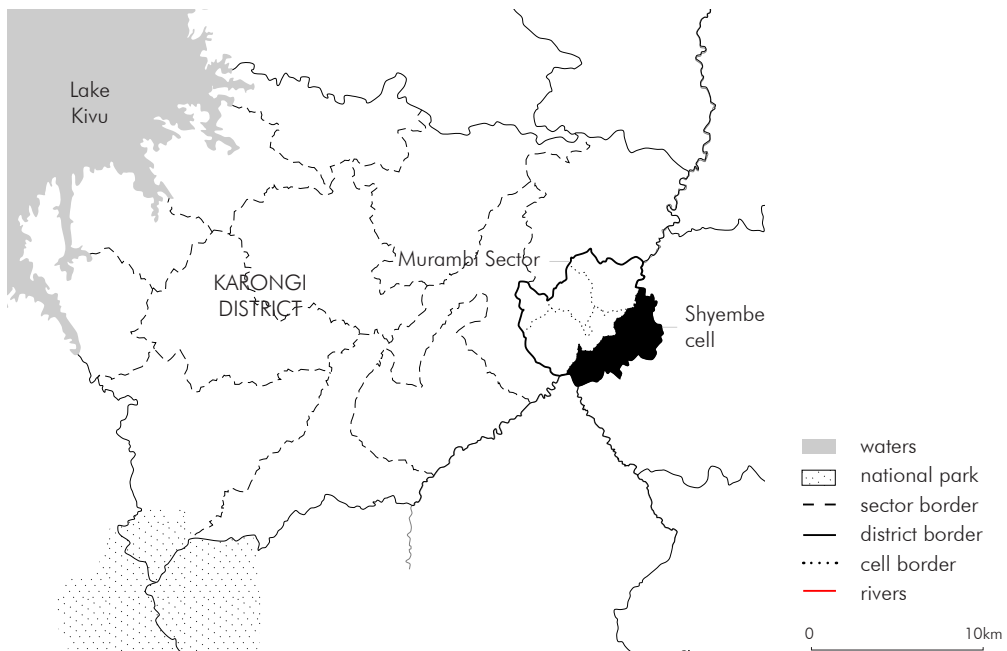 Lake
Kivu
Murambi Sector
KARONGI
DISTRICT
Shyembe
cell
waters
national park
sector border
district border
cell border
rivers
0 10km